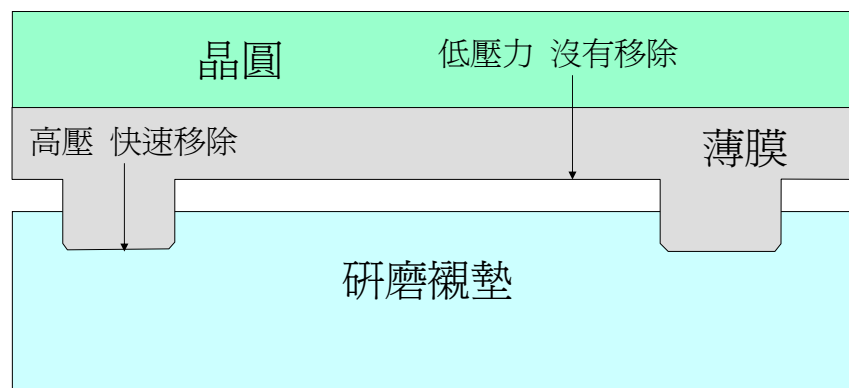 晶圓
低壓力 沒有移除
高壓 快速移除
薄膜
研磨襯墊